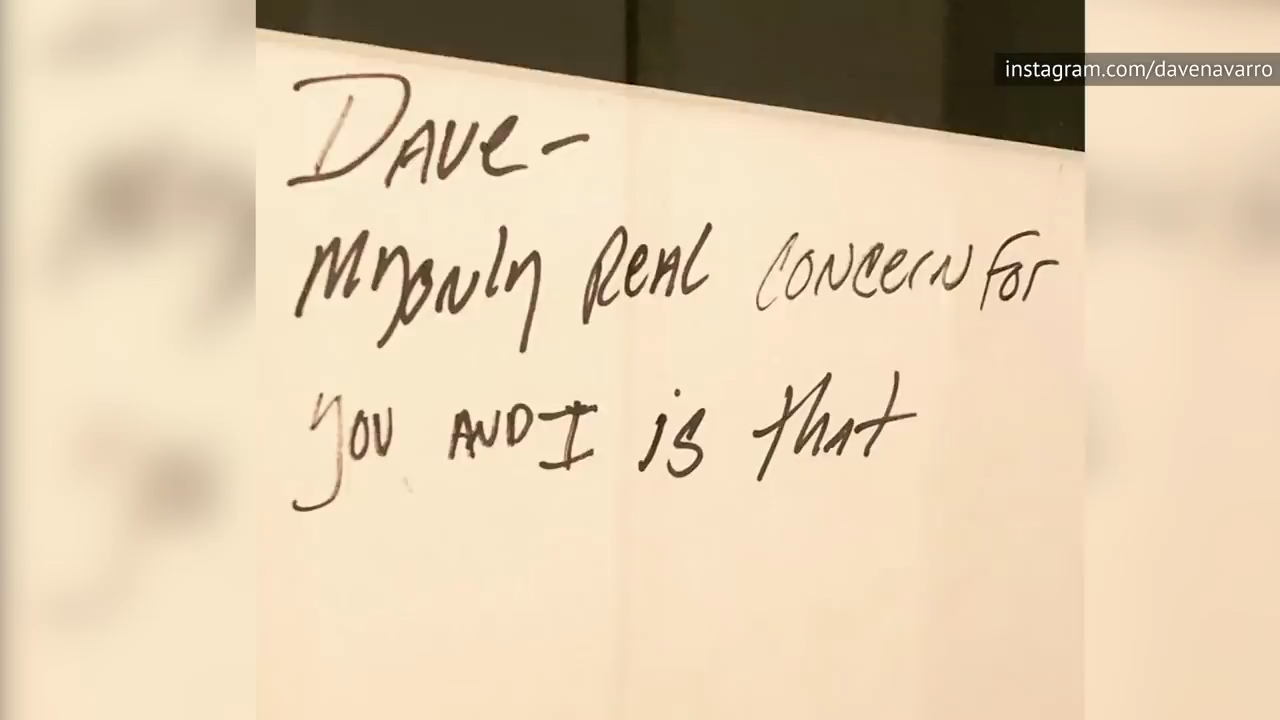 instagram.com/davenavarro
Dave-
My only Real concern for
you AND I is that